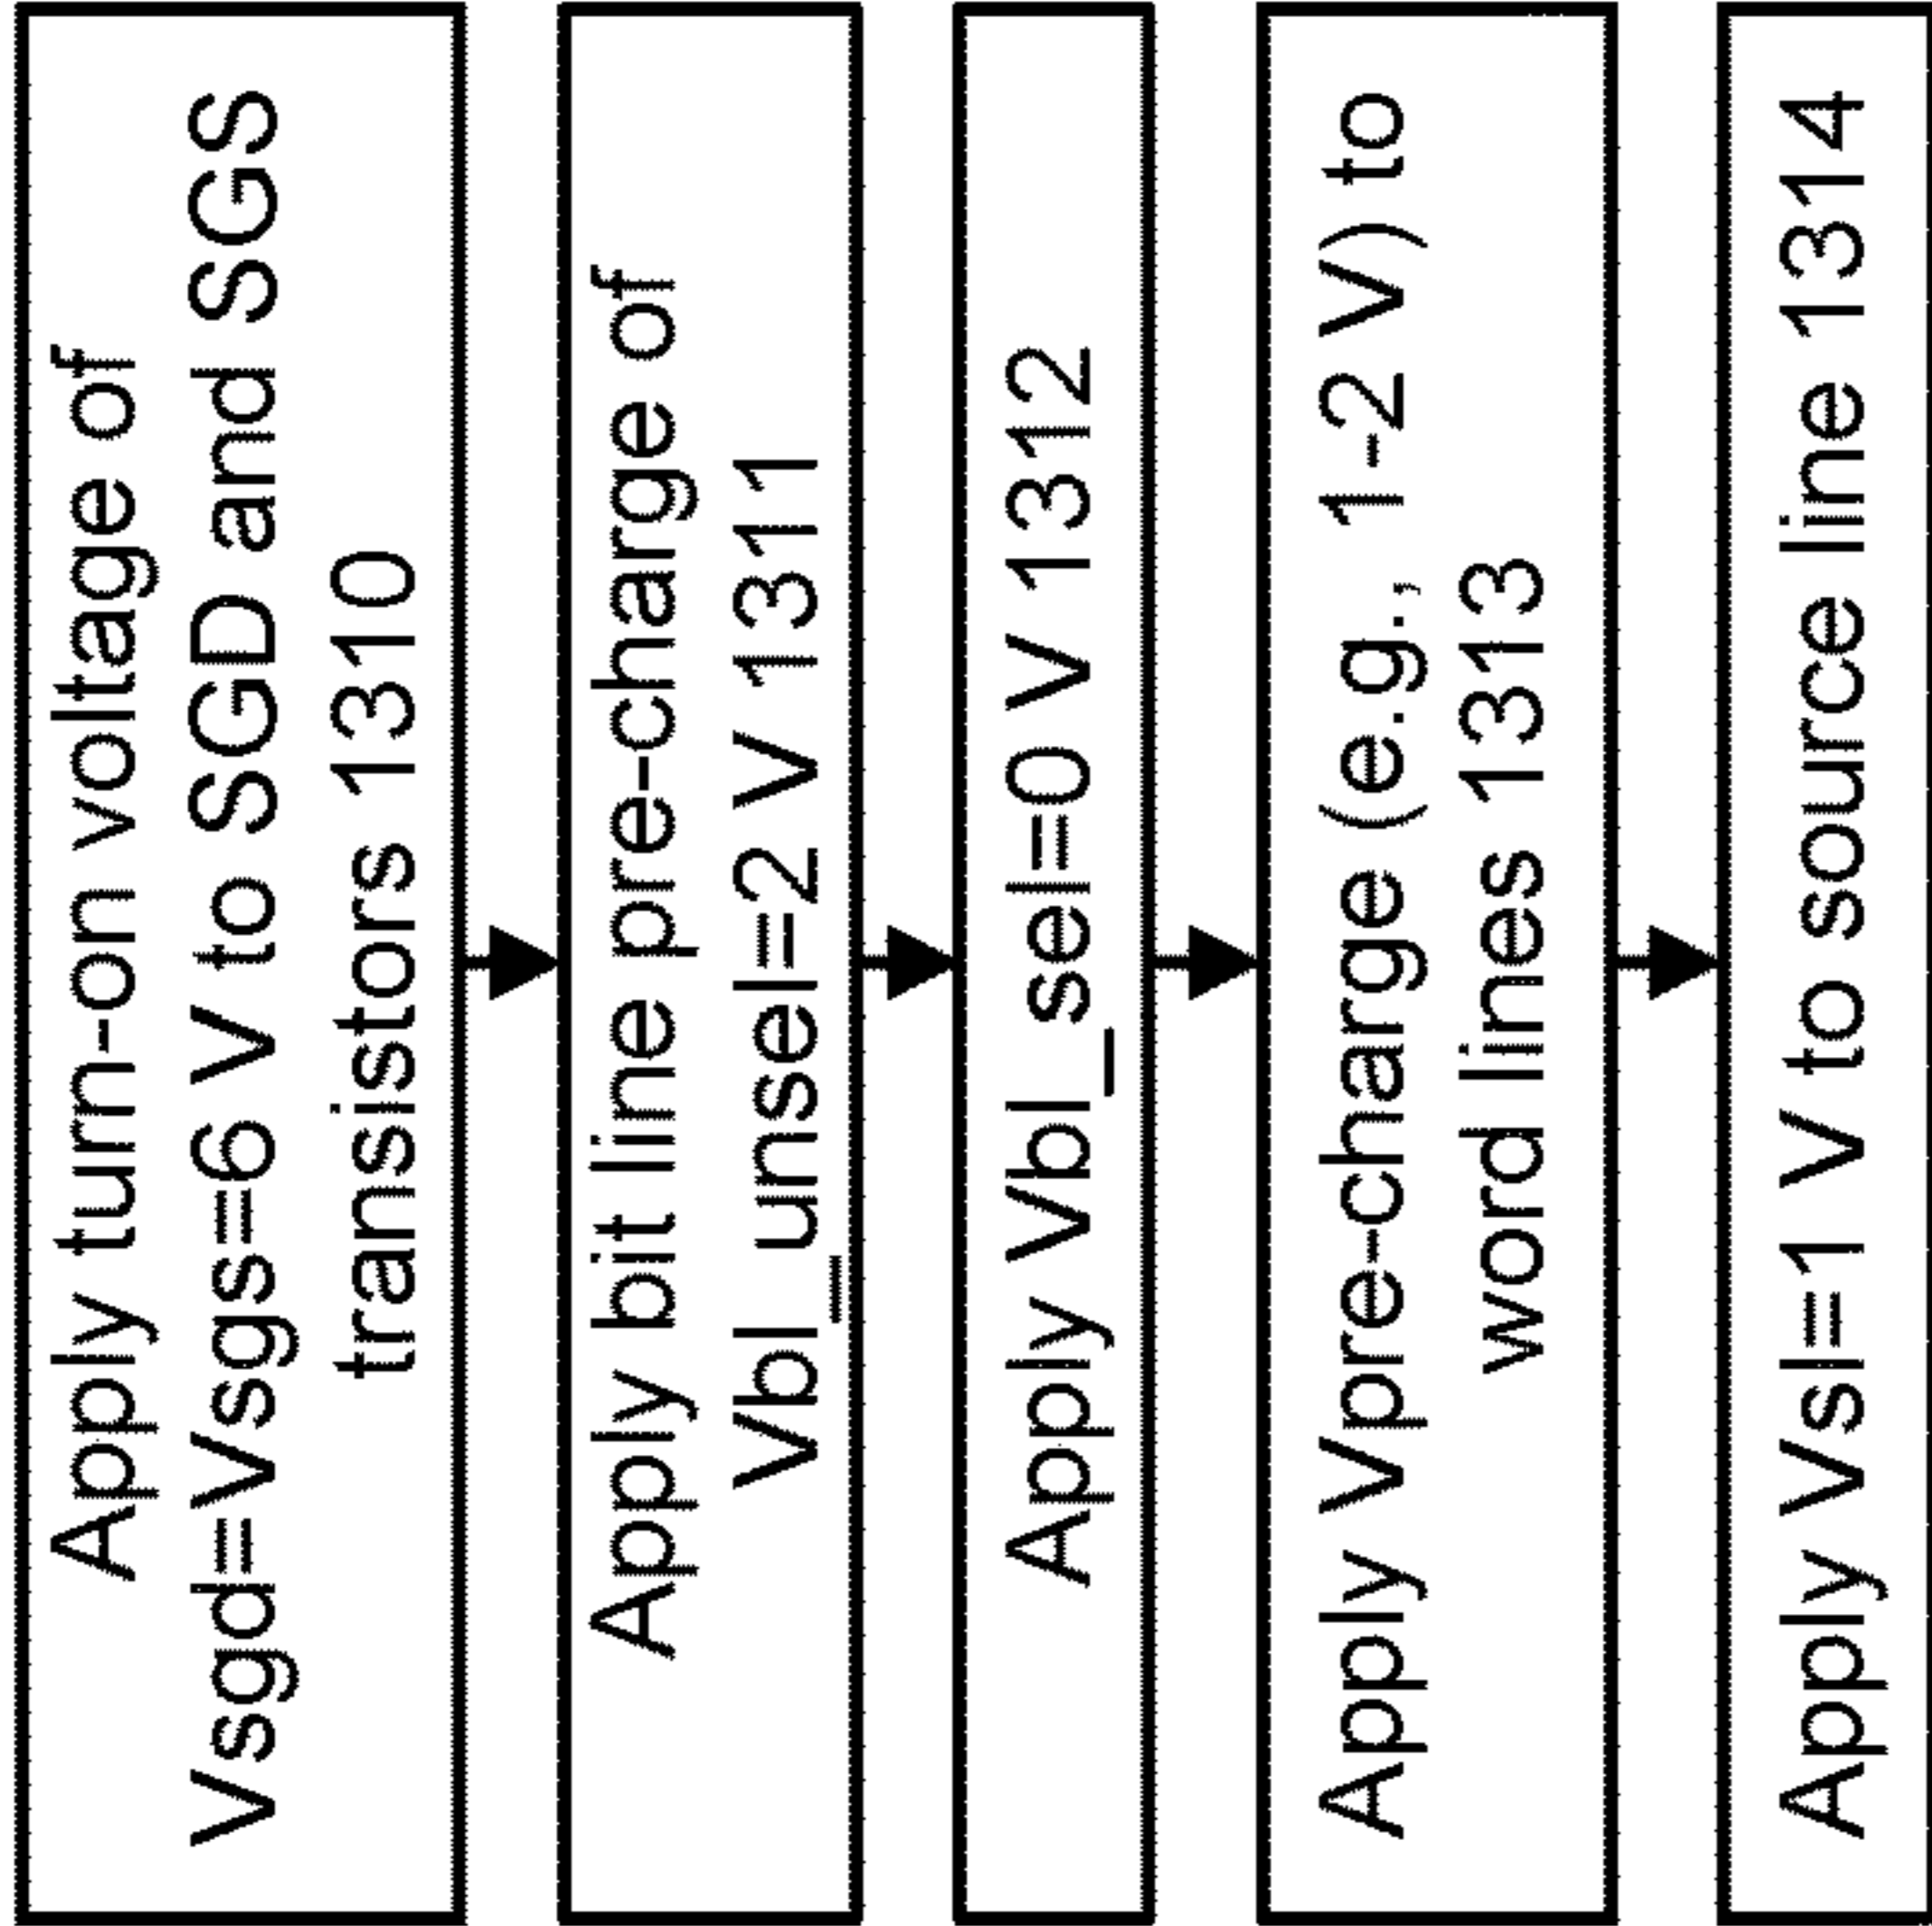 Apply turn-on voltage of
Vsgd=Vsgs=6 V to SGD and SGS
transistors 1310
Apply bit line pre-charge of
Vbl_unsel=2 V 1311
Apply Vbl_sel=0 V 1312
Apply Vpre-charge (e.g., 1-2 V) to
word lines 1313
Apply Vsl=1 V to source line 1314